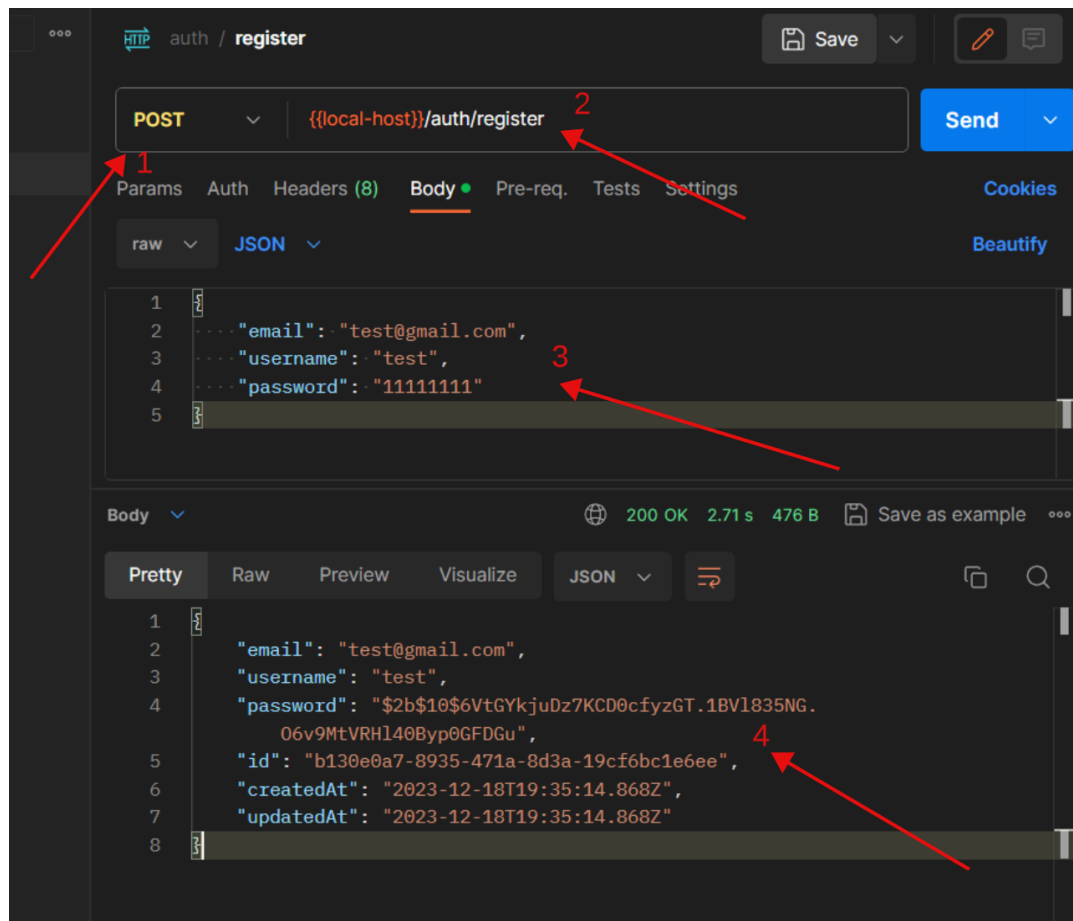 auth / register
Save
POST
{{local-host}}/auth/register
2
Send
1
Params Auth Headers (8) Body Pre-req. Tests Settings Cookies
raw JSON Beautify
1 {
2 "email": "test@gmail.com",
3 "username": "test",
3
4 "password": "11111111"
5 }
Body 200 OK 2.71 s 476 B Save as example
Pretty Raw Preview Visualize JSON
1 {
2 "email": "test@gmail.com",
3 "username": "test",
4 "password": "$2b$10$6VtGYkjuDz7KCD0cfyzGT.1BVl835NG.
O6v9MtVRHl40Byp0GFDGu",
4
5 "id": "b130e0a7-8935-471a-8d3a-19cf6bc1e6ee",
6 "createdAt": "2023-12-18T19:35:14.868Z",
7 "updatedAt": "2023-12-18T19:35:14.868Z"
8 }